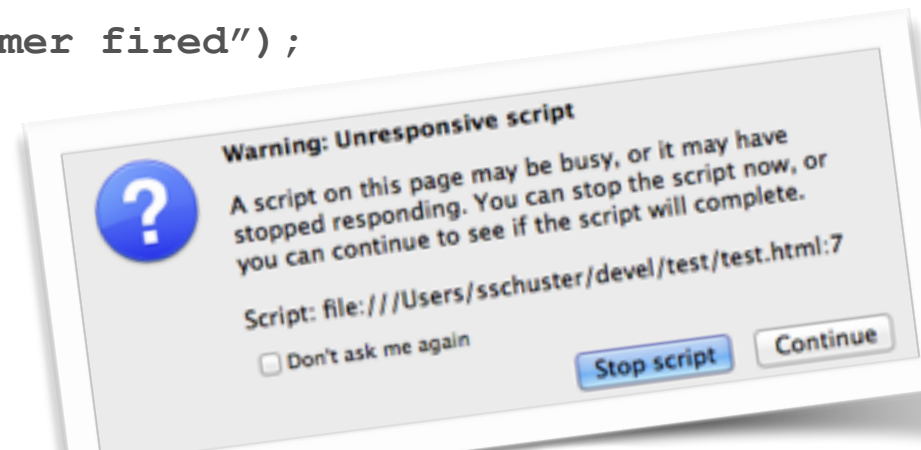 mer fired”);
Warning: Unresponsive script
A script on this page may be busy, or it may have
stopped responding. You can stop the script now, or
you can continue to see if the script will complete.
Script: file:///Users/sschuster/devel/test/test.html:7
Don't ask me again
Stop script
Continue